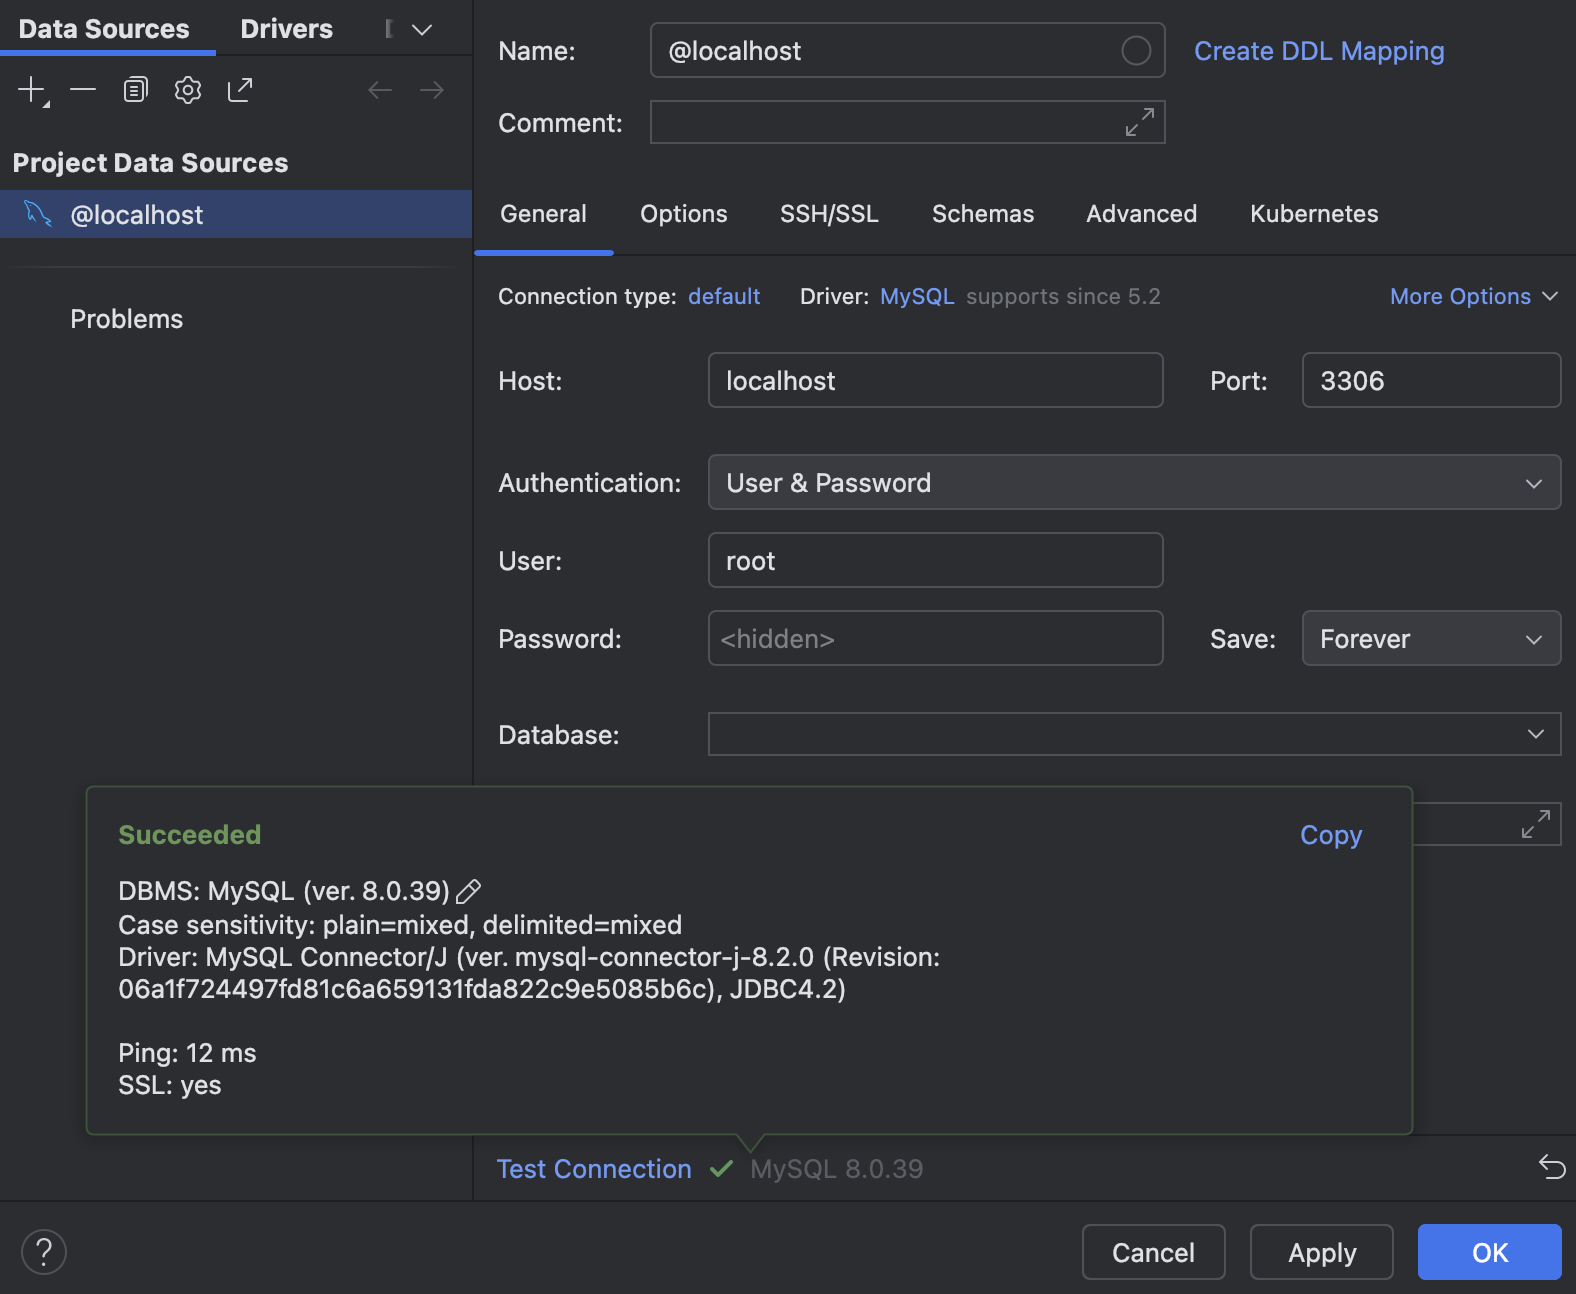 Data Sources
Drivers
Project Data Sources
@localhost
Problems
Name:
@localhost
Create DDL Mapping
Comment:
General
Options
SSH/SSL
Schemas
Advanced
Kubernetes
Connection type: default
Driver: MySQL supports since 5.2
More Options
Host:
localhost
Port:
3306
Authentication:
User & Password
User:
root
Password:
<hidden>
Save:
Forever
Database:
Succeeded
Copy
DBMS: MySQL (ver. 8.0.39)
Case sensitivity: plain=mixed, delimited=mixed
Driver: MySQL Connector/J (ver. mysql-connector-j-8.2.0 (Revision:
06a1f724497fd81c6a659131fda822c9e5085b6c), JDBC4.2)
Ping: 12 ms
SSL: yes
Test Connection
MySQL 8.0.39
?
Cancel
Apply
OK